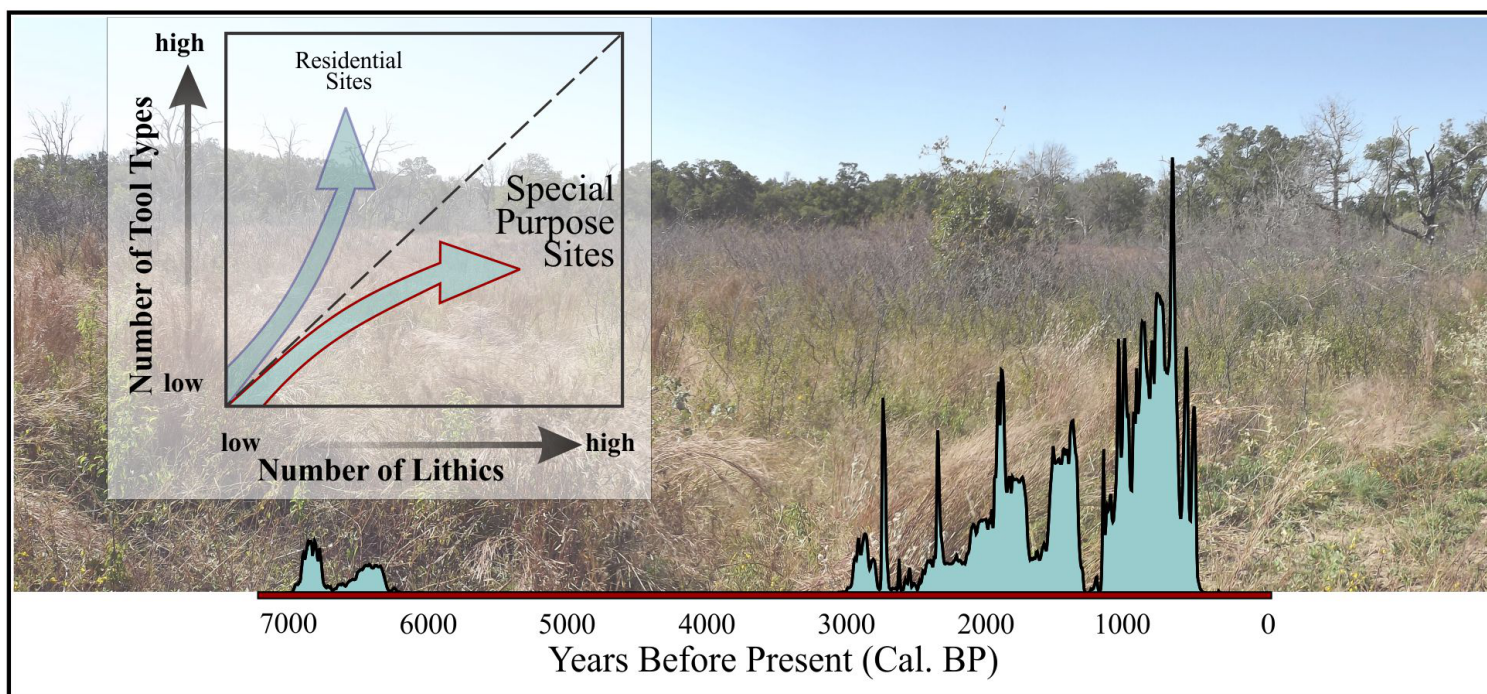 high
Residential
Sites
Number of Tool Types
Special
Purpose
Sites
low
low
high
Number of Lithics
7000 6000 5000 4000 3000 2000 1000 0
Years Before Present (Cal. BP)